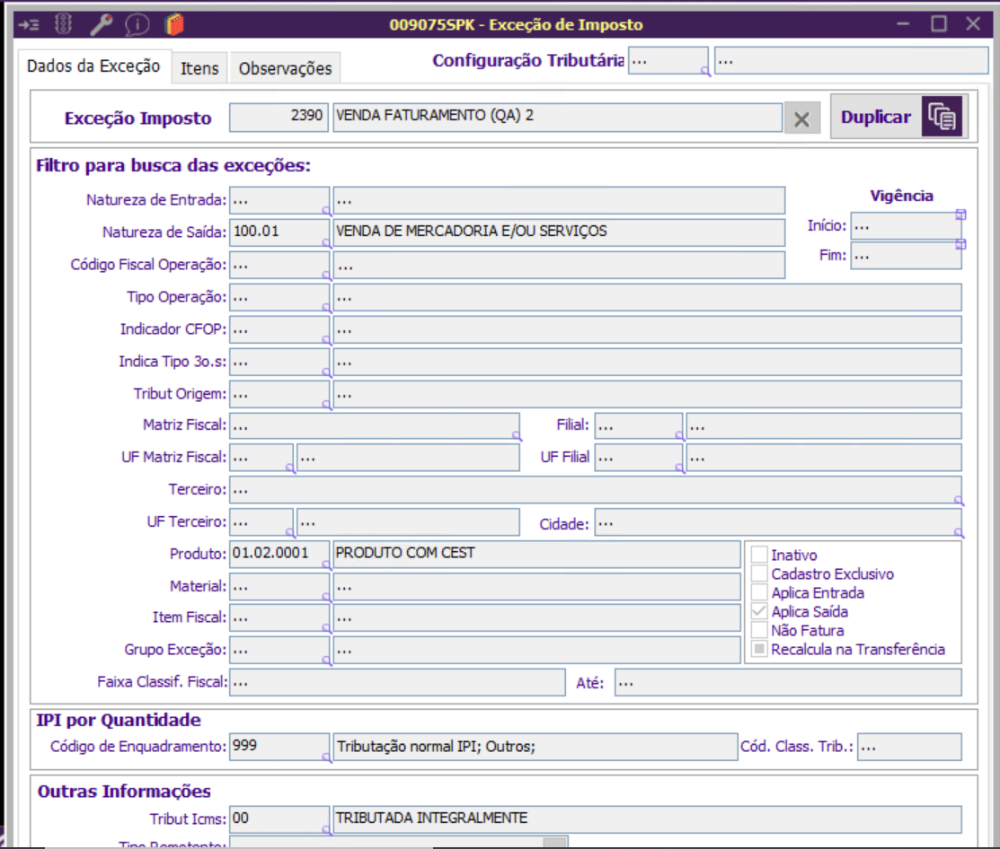 009075SPK - Exceção de Imposto
Dados da Exceção Itens Observações Configuração Tributária ... ...
Exceção Imposto 2390 VENDA FATURAMENTO (QA) 2 Duplicar
Filtro para busca das exceções:
Natureza de Entrada: ... ... Vigência
Natureza de Saída: 100.01 VENDA DE MERCADORIA E/OU SERVIÇOS Início: ...
Código Fiscal Operação: ... ... Fim: ...
Tipo Operação: ... ...
Indicador CFOP: ... ...
Indica Tipo 3o.s: ... ...
Tribut Origem: ... ...
Matriz Fiscal: ... Filial: ... ...
UF Matriz Fiscal: ... ... UF Filial ... ...
Terceiro: ...
UF Terceiro: ... ... Cidade: ...
Produto: 01.02.0001 PRODUTO COM CEST Inativo
Cadastro Exclusivo
Material: ... ... Aplica Entrada
Item Fiscal: ... ... Aplica Saída
Não Fatura
Grupo Exceção: ... ... Recalcula na Transferência
Faixa Classif. Fiscal: ... Até: ...
IPI por Quantidade
Código de Enquadramento: 999 Tributação normal IPI; Outros; Cód. Class. Trib.: ...
Outras Informações
Tribut Icms: 00 TRIBUTADA INTEGRALMENTE
Tipo Remetente: